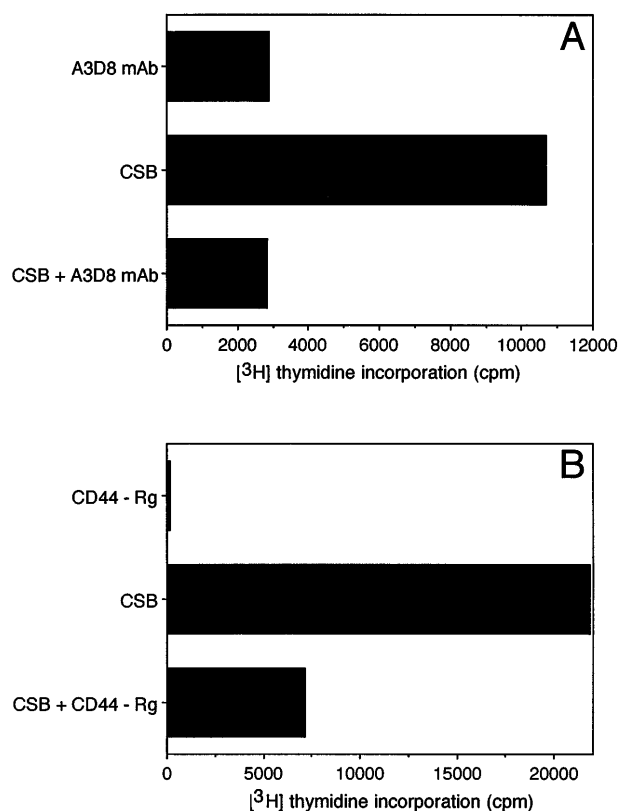 A
A3D8 mAb
CSB
CSB + A3D8 mAb
0 2000 4000 6000 8000 10000 12000
[3H] thymidine incorporation (cpm)
B
CD44 - Rg
CSB
CSB + CD44 - Rg
0 5000 10000 15000 20000
[3H] thymidine incorporation (cpm)